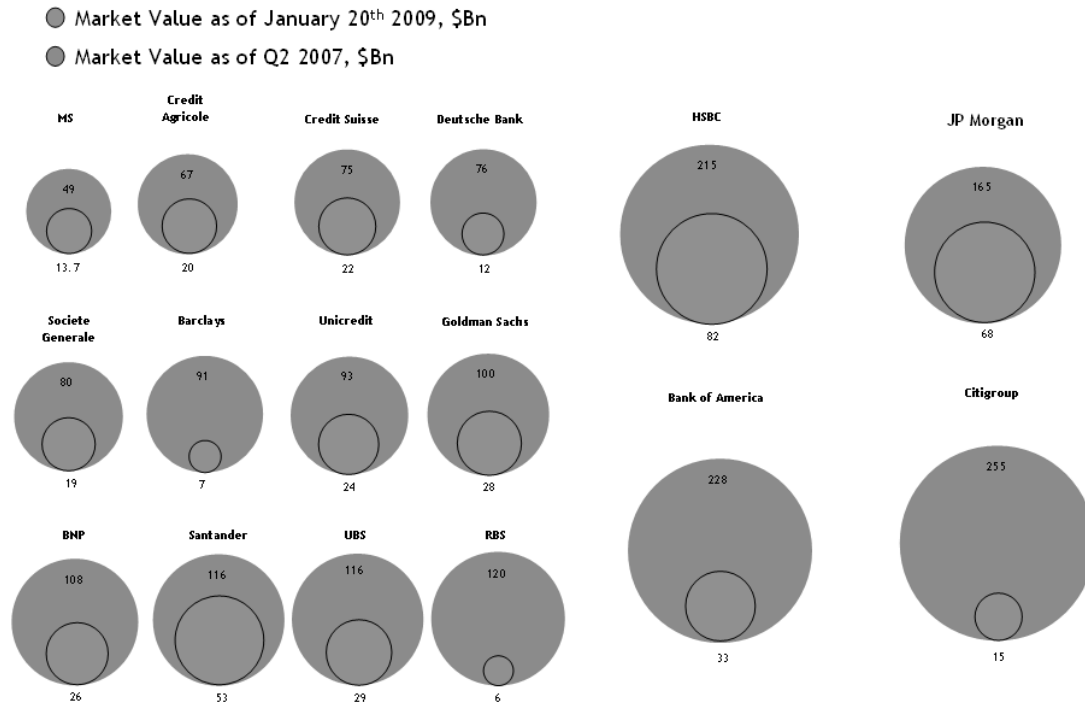 Market Value as of January 20th 2009, $Bn
Market Value as of Q2 2007, $Bn
MS
Credit
Agricole
Credit Suisse
Deutsche Bank
HSBC
JP Morgan
49
67
75
76
215
165
13.7
20
22
12
82
68
Societe
Generale
Barclays
Unicredit
Goldman Sachs
Bank of America
Citigroup
80
91
93
100
228
255
19
7
24
28
33
15
BNP
Santander
UBS
RBS
108
116
116
120
26
53
29
6